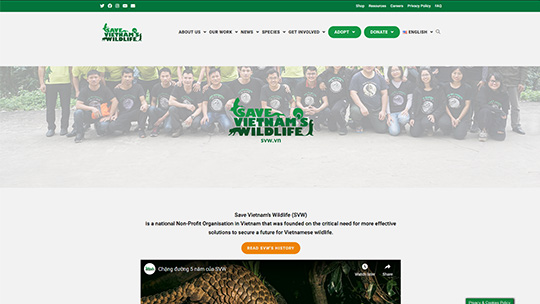 Shop Resources Careers Privacy Policy FAQ
SAVE VIETNAM'S WILDLIFE
ABOUT US OUR WORK NEWS SPECIES GET INVOLVED ADOPT DONATE ENGLISH
SAVE
VIETNAM'S
WILDLIFE
svw.vn
Save Vietnam's Wildlife (SVW)
is a national Non-Profit Organisation in Vietnam that was founded on the critical need for more effective
solutions to secure a future for Vietnamese wildlife.
READ SVW'S HISTORY
Chặng đường 5 năm của SVW
Watch later Share
Privacy & Cookies Policy